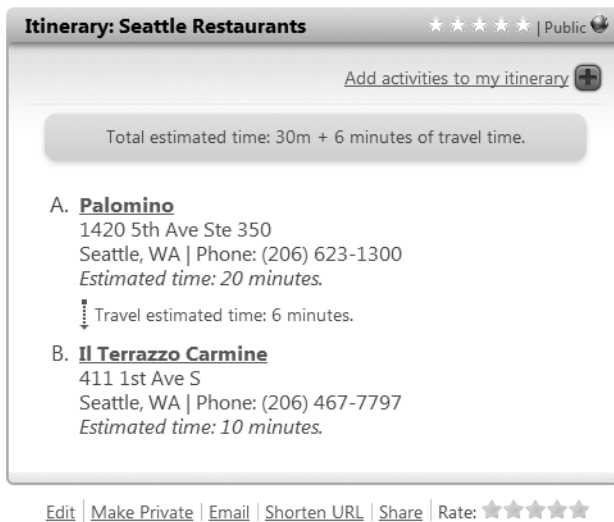 Itinerary: Seattle Restaurants | Public
Add activities to my itinerary
Total estimated time: 30m + 6 minutes of travel time.
A. Palomino
1420 5th Ave Ste 350
Seattle, WA | Phone: (206) 623-1300
Estimated time: 20 minutes.
Travel estimated time: 6 minutes.
B. Il Terrazzo Carmine
411 1st Ave S
Seattle, WA | Phone: (206) 467-7797
Estimated time: 10 minutes.
Edit | Make Private | Email | Shorten URL | Share | Rate: